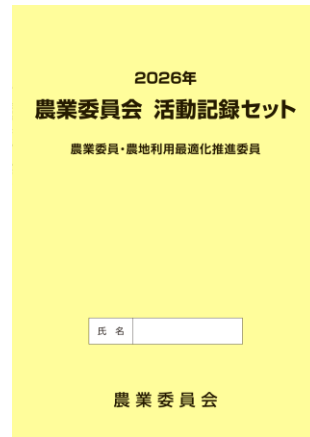 2026年
農業委員会 活動記録セット
農業委員・農地利用最適化推進委員
氏 名
農業委員会